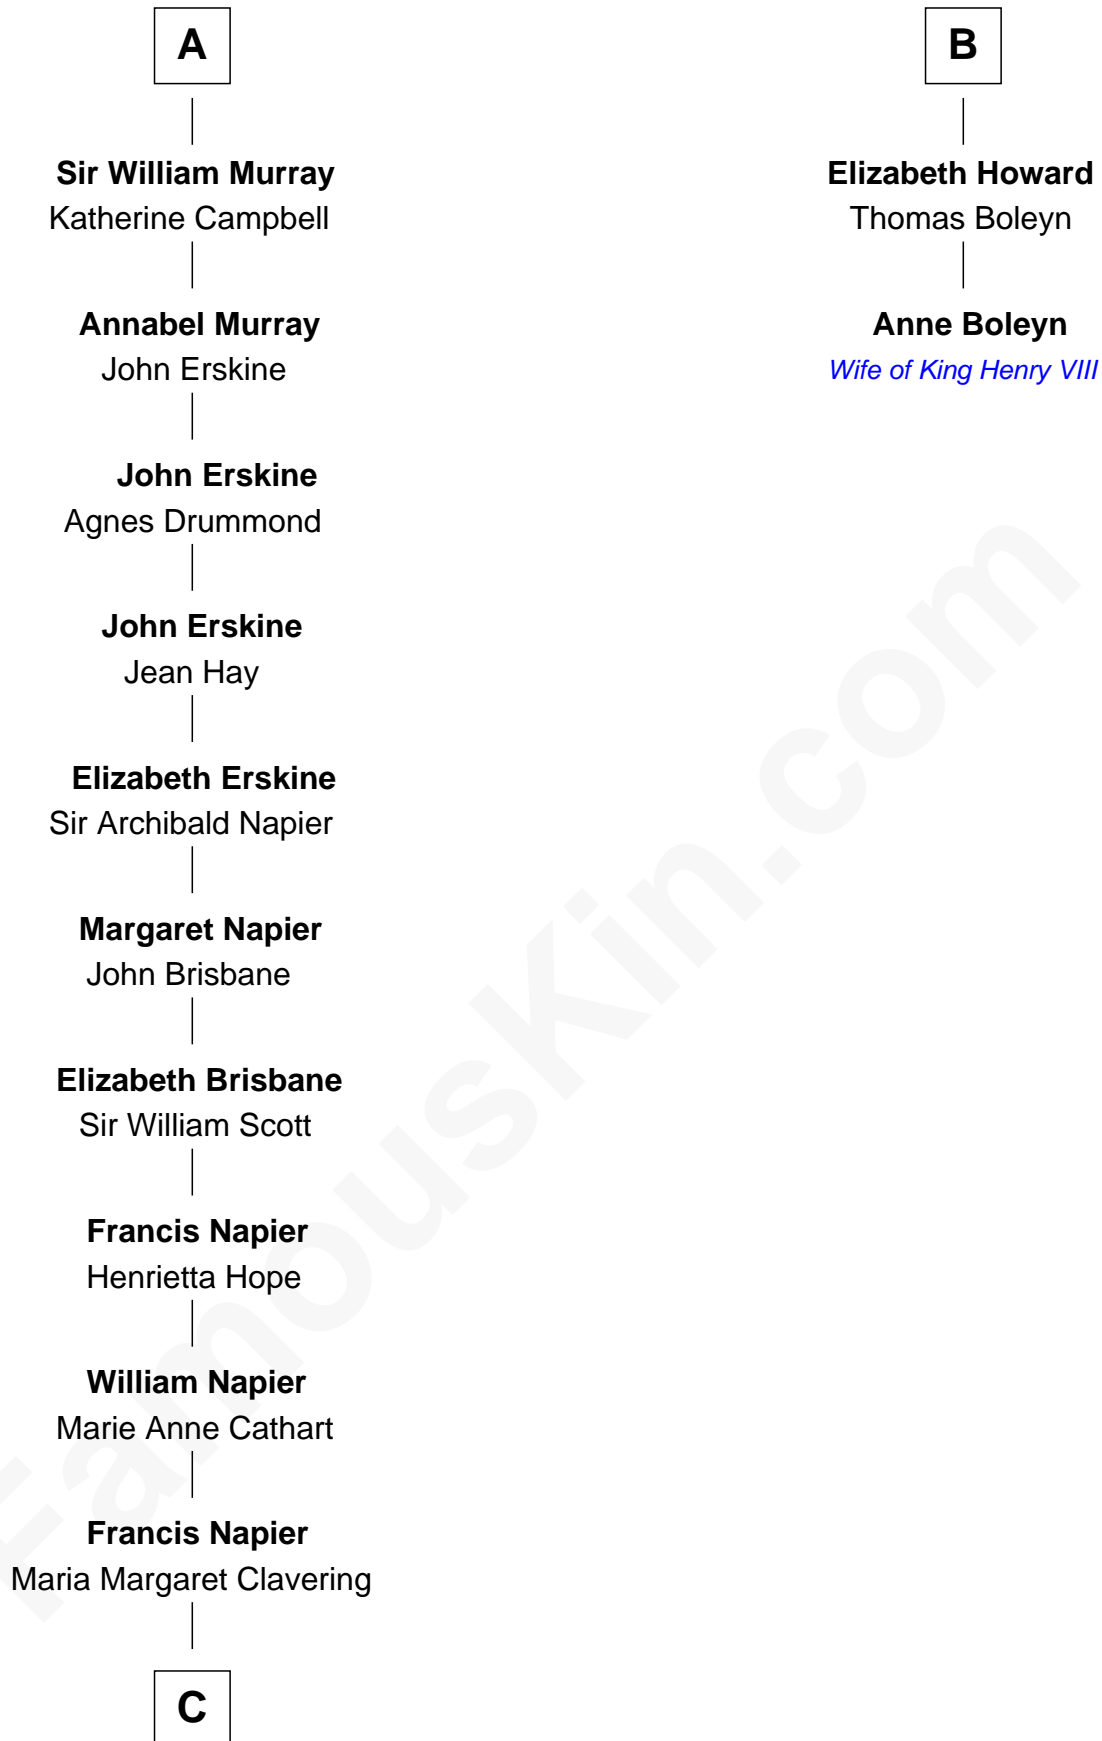 A
B
Sir William Murray
Katherine Campbell
Elizabeth Howard
Thomas Boleyn
Annabel Murray
John Erskine
Anne Boleyn
Wife of King Henry VIII
John Erskine
Agnes Drummond
John Erskine
Jean Hay
Elizabeth Erskine
Sir Archibald Napier
Margaret Napier
John Brisbane
Elizabeth Brisbane
Sir William Scott
Francis Napier
Henrietta Hope
William Napier
Marie Anne Cathart
Francis Napier
Maria Margaret Clavering
C
FamousKin.com